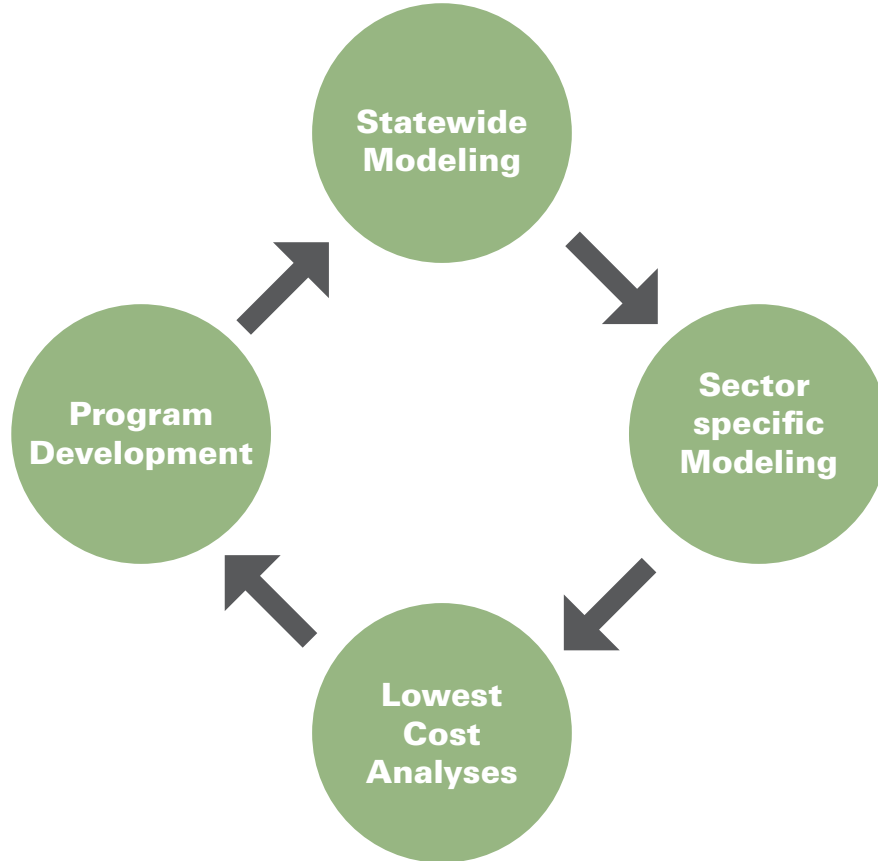 Statewide
Modeling
Sector
specific
Modeling
Program
Development
Lowest
Cost
Analyses